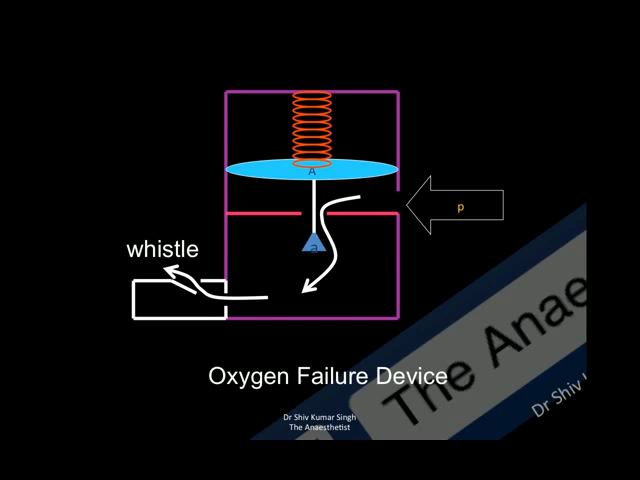 A
p
a
whistle
Oxygen Failure Device
Dr Shiv Kumar Singh
The Anaesthetist
The Anae
Dr Shiv